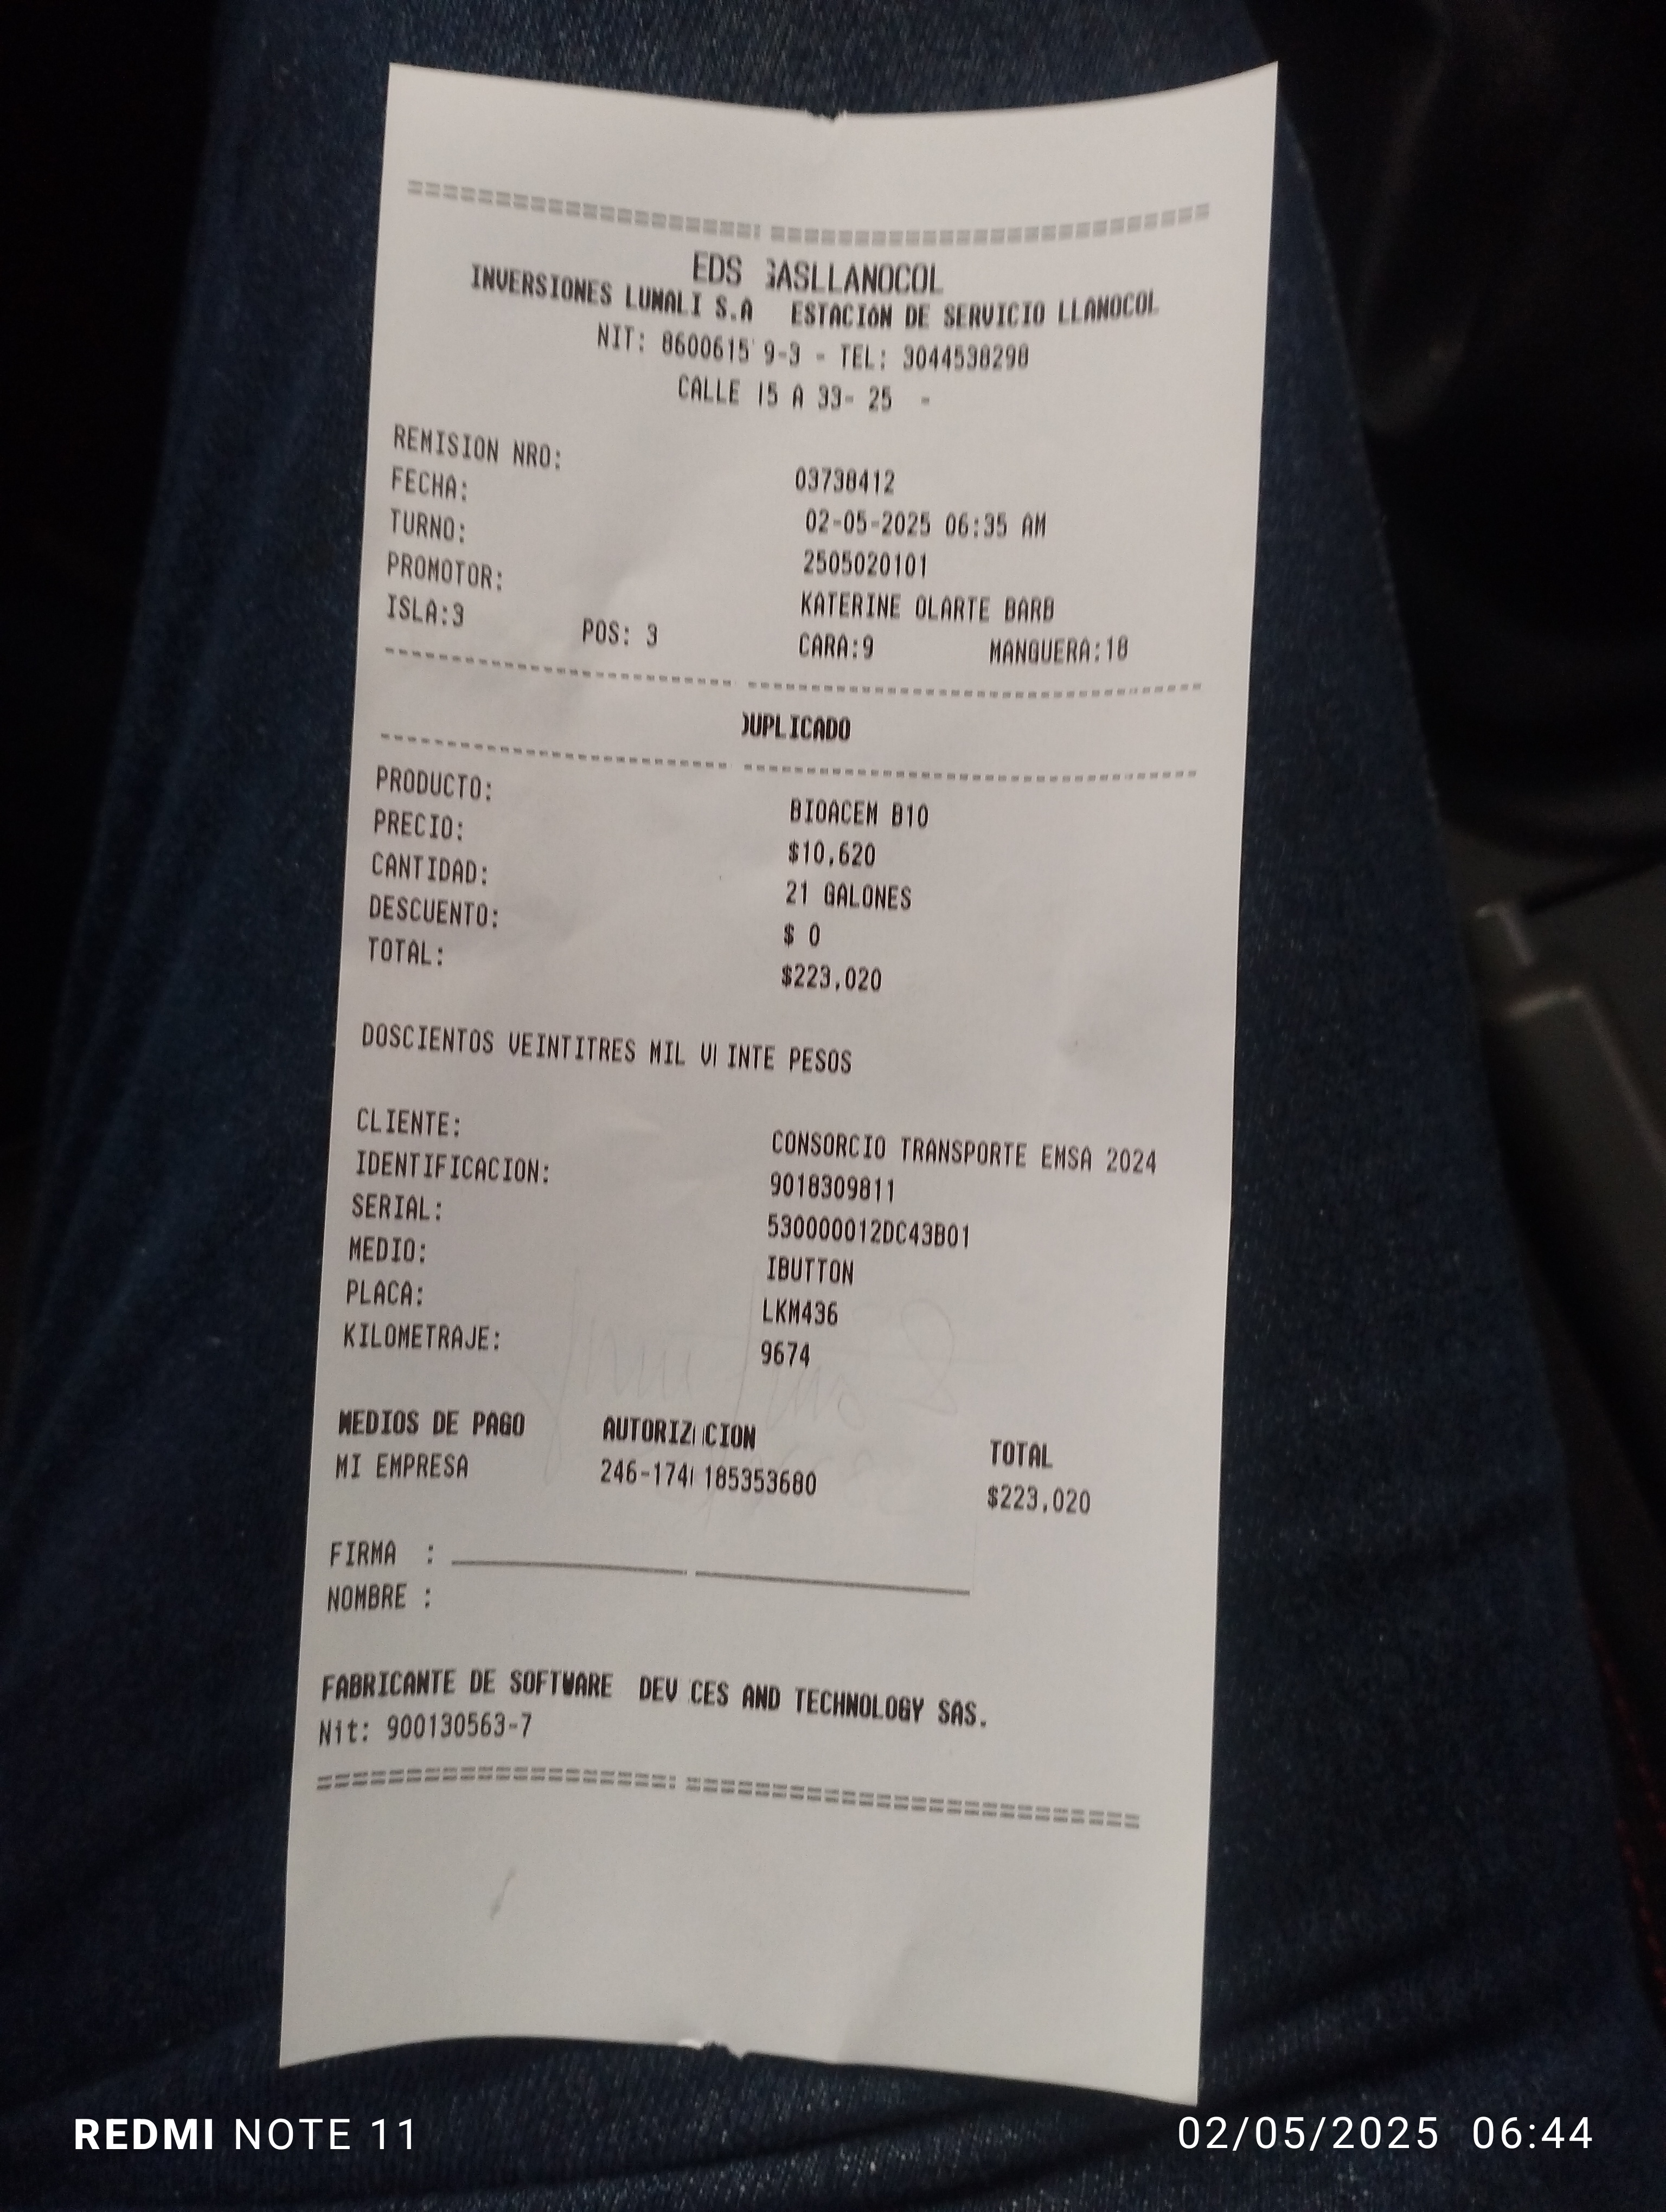 EDS GASLLANOCOL
INVERSIONES LUNALI S.A ESTACION DE SERVICIO LLANOCOL
NIT: 8600615 9-3 - TEL: 3044538298
CALLE 15 A 33- 25 -
REMISION NRO: 03738412
FECHA: 02-05-2025 06:35 AM
TURNO: 2505020101
PROMOTOR: KATERINE OLARTE BARB
ISLA:3 POS: 3 CARA:9 MANGUERA:18
DUPLICADO
PRODUCTO: BIOACEM B10
PRECIO: $10,620
CANTIDAD: 21 GALONES
DESCUENTO: $ 0
TOTAL: $223,020
DOSCIENTOS VEINTITRES MIL VEINTE PESOS
CLIENTE: CONSORCIO TRANSPORTE EMSA 2024
IDENTIFICACION: 9018309811
SERIAL: 530000012DC43B01
MEDIO: IBUTTON
PLACA: LKM436
KILOMETRAJE: 9674
MEDIOS DE PAGO AUTORIZACION TOTAL
MI EMPRESA 246-174 185353680 $223,020
FIRMA :
NOMBRE :
FABRICANTE DE SOFTWARE DEVICES AND TECHNOLOGY SAS.
Nit: 900130563-7
REDMI NOTE 11 02/05/2025 06:44